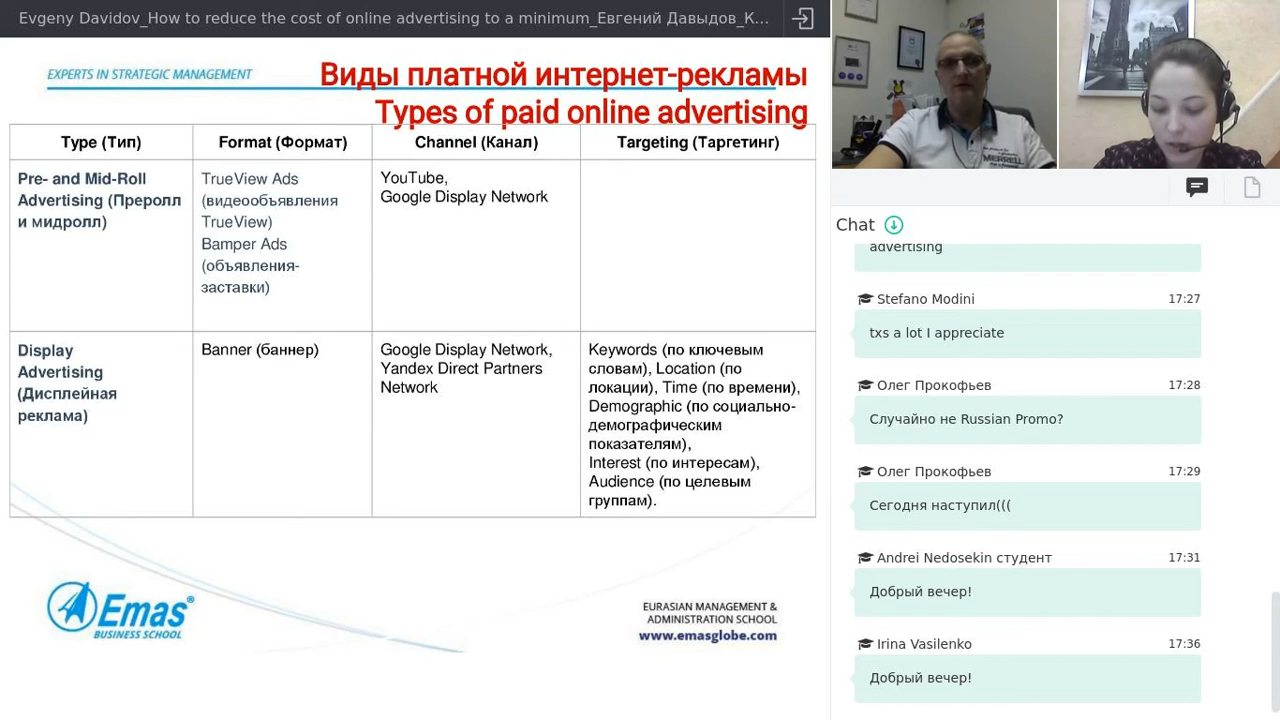 Evgeny Davidov_How to reduce the cost of online advertising to a minimum_Евгений Давыдов_К...
EXPERTS IN STRATEGIC MANAGEMENT
Виды платной интернет-рекламы
Types of paid online advertising
Type (Тип)
Format (Формат)
Channel (Канал)
Targeting (Таргетинг)
Pre- and Mid-Roll
Advertising (Преролл
и мидролл)
TrueView Ads
(видеообъявления
TrueView)
Bamper Ads
(объявления-
заставки)
YouTube,
Google Display Network
Display
Advertising
(Дисплейная
реклама)
Banner (баннер)
Google Display Network,
Yandex Direct Partners
Network
Keywords (по ключевым
словам), Location (по
локации), Time (по времени),
Demographic (по социально-
демографическим
показателям),
Interest (по интересам),
Audience (по целевым
группам).
Emas
BUSINESS SCHOOL
EURASIAN MANAGEMENT &
ADMINISTRATION SCHOOL
www.emasglobe.com
MERRELL
Chat
advertising
Stefano Modini 17:27
txs a lot I appreciate
Олег Прокофьев 17:28
Случайно не Russian Promo?
Олег Прокофьев 17:29
Сегодня наступил(((
Andrei Nedosekin студент 17:31
Добрый вечер!
Irina Vasilenko 17:36
Добрый вечер!